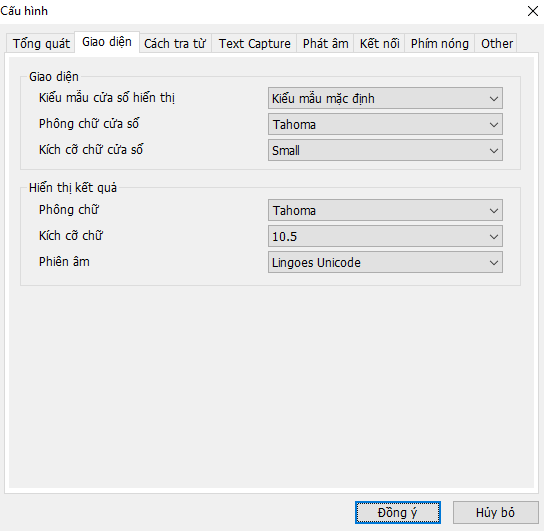 Cấu hình
Tổng quát Giao diện Cách tra từ Text Capture Phát âm Kết nối Phím nóng Other
Giao diện
Kiểu mẫu cửa sổ hiển thị Kiểu mẫu mặc định
Phông chữ cửa sổ Tahoma
Kích cỡ chữ cửa sổ Small
Hiển thị kết quả
Phông chữ Tahoma
Kích cỡ chữ 10.5
Phiên âm Lingoes Unicode
Đồng ý Hủy bỏ